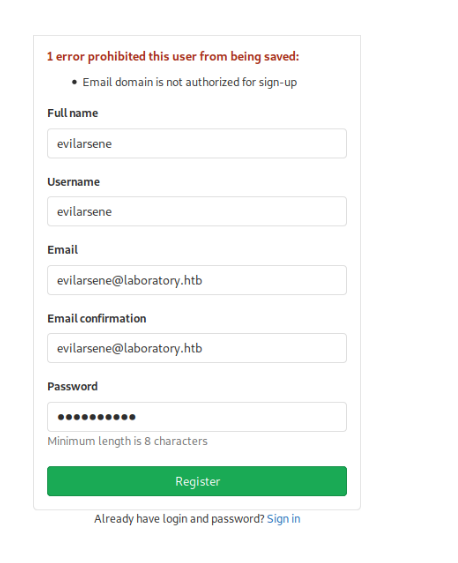 1 error prohibited this user from being saved:
Email domain is not authorized for sign-up
Full name
evilarsene
Username
evilarsene
Email
evilarsene@laboratory.htb
Email confirmation
evilarsene@laboratory.htb
Password
••••••••••
Minimum length is 8 characters
Register
Already have login and password? Sign in